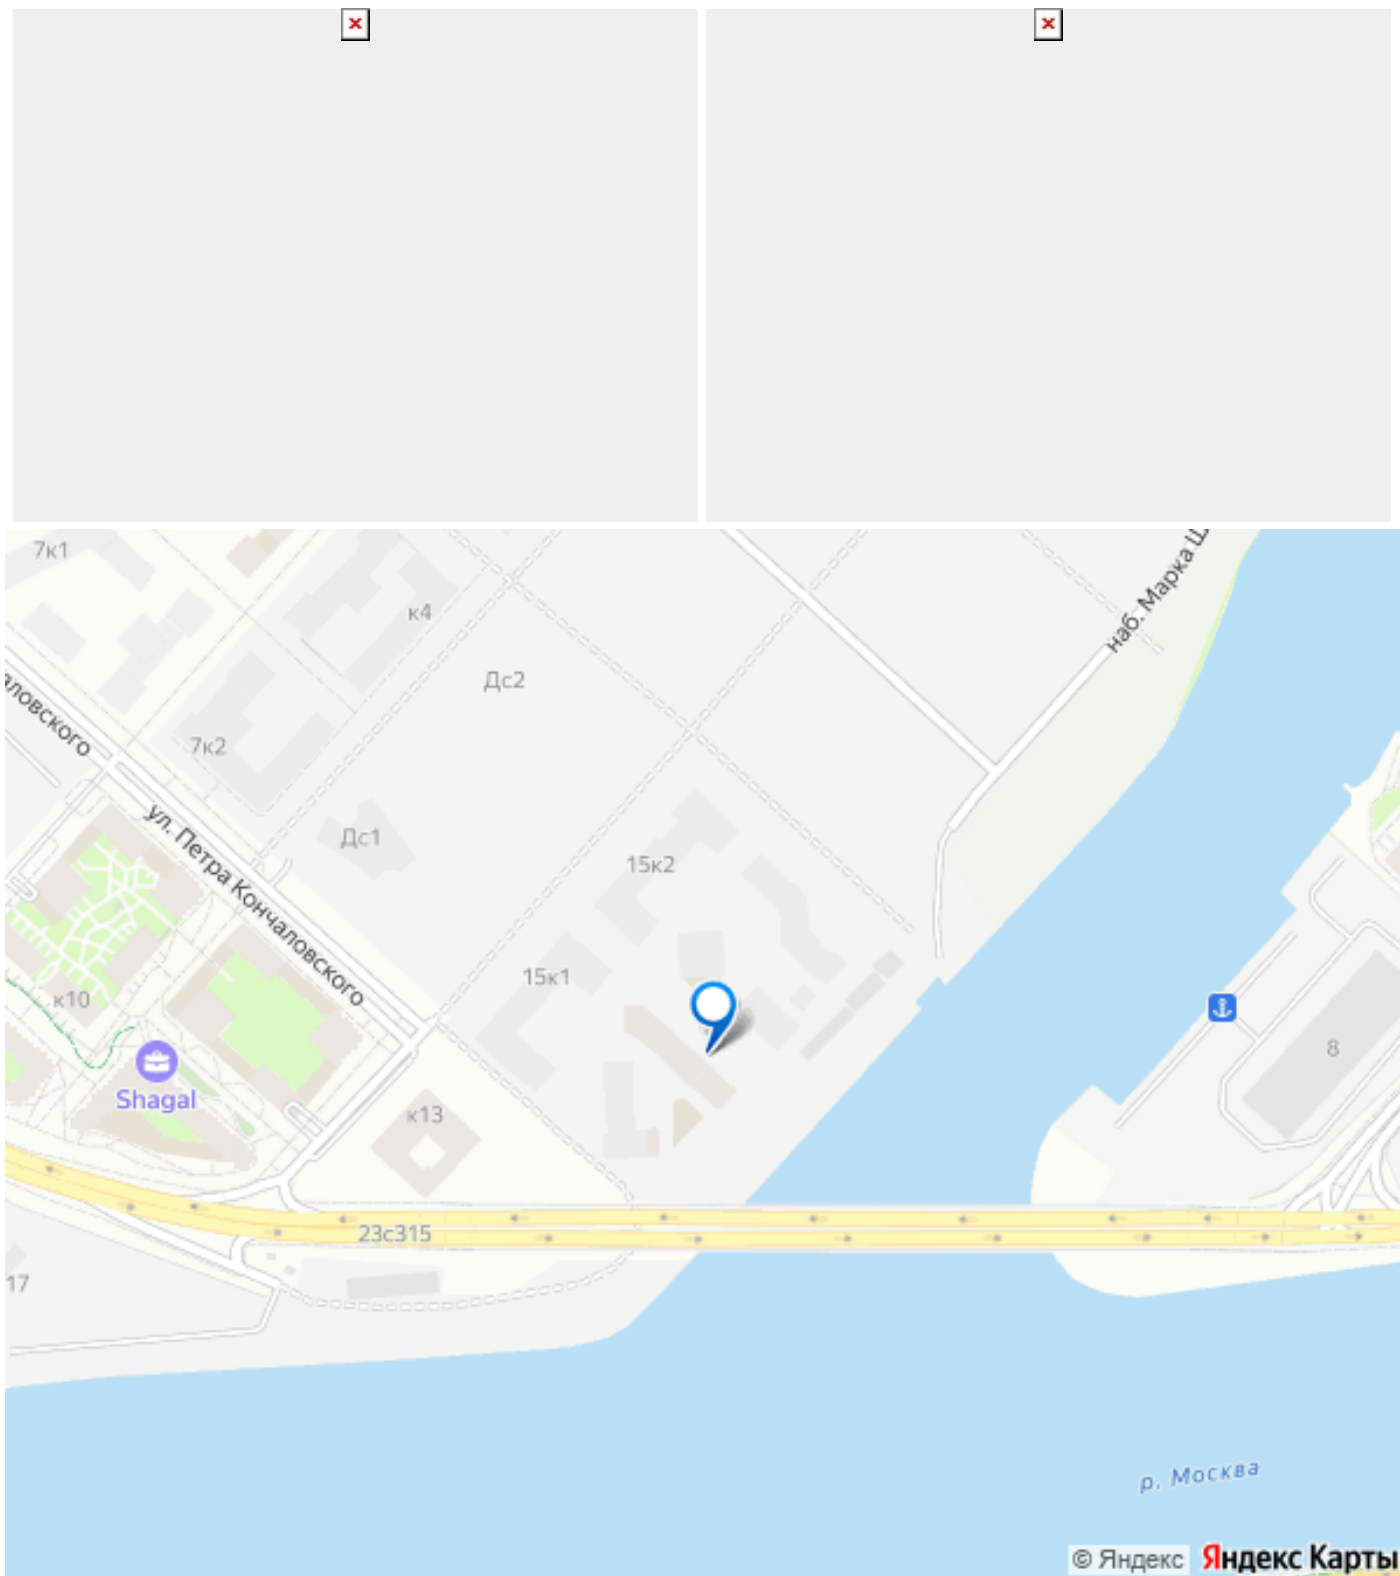 7к1
наб. Марка Ш
к4
Дс2
аловского
7к2
ул. Петра Кончаловского
Дс1
15к2
15к1
к10
8
Shagal
к13
23с315
17
р. Москва
© Яндекс Яндекс Карты